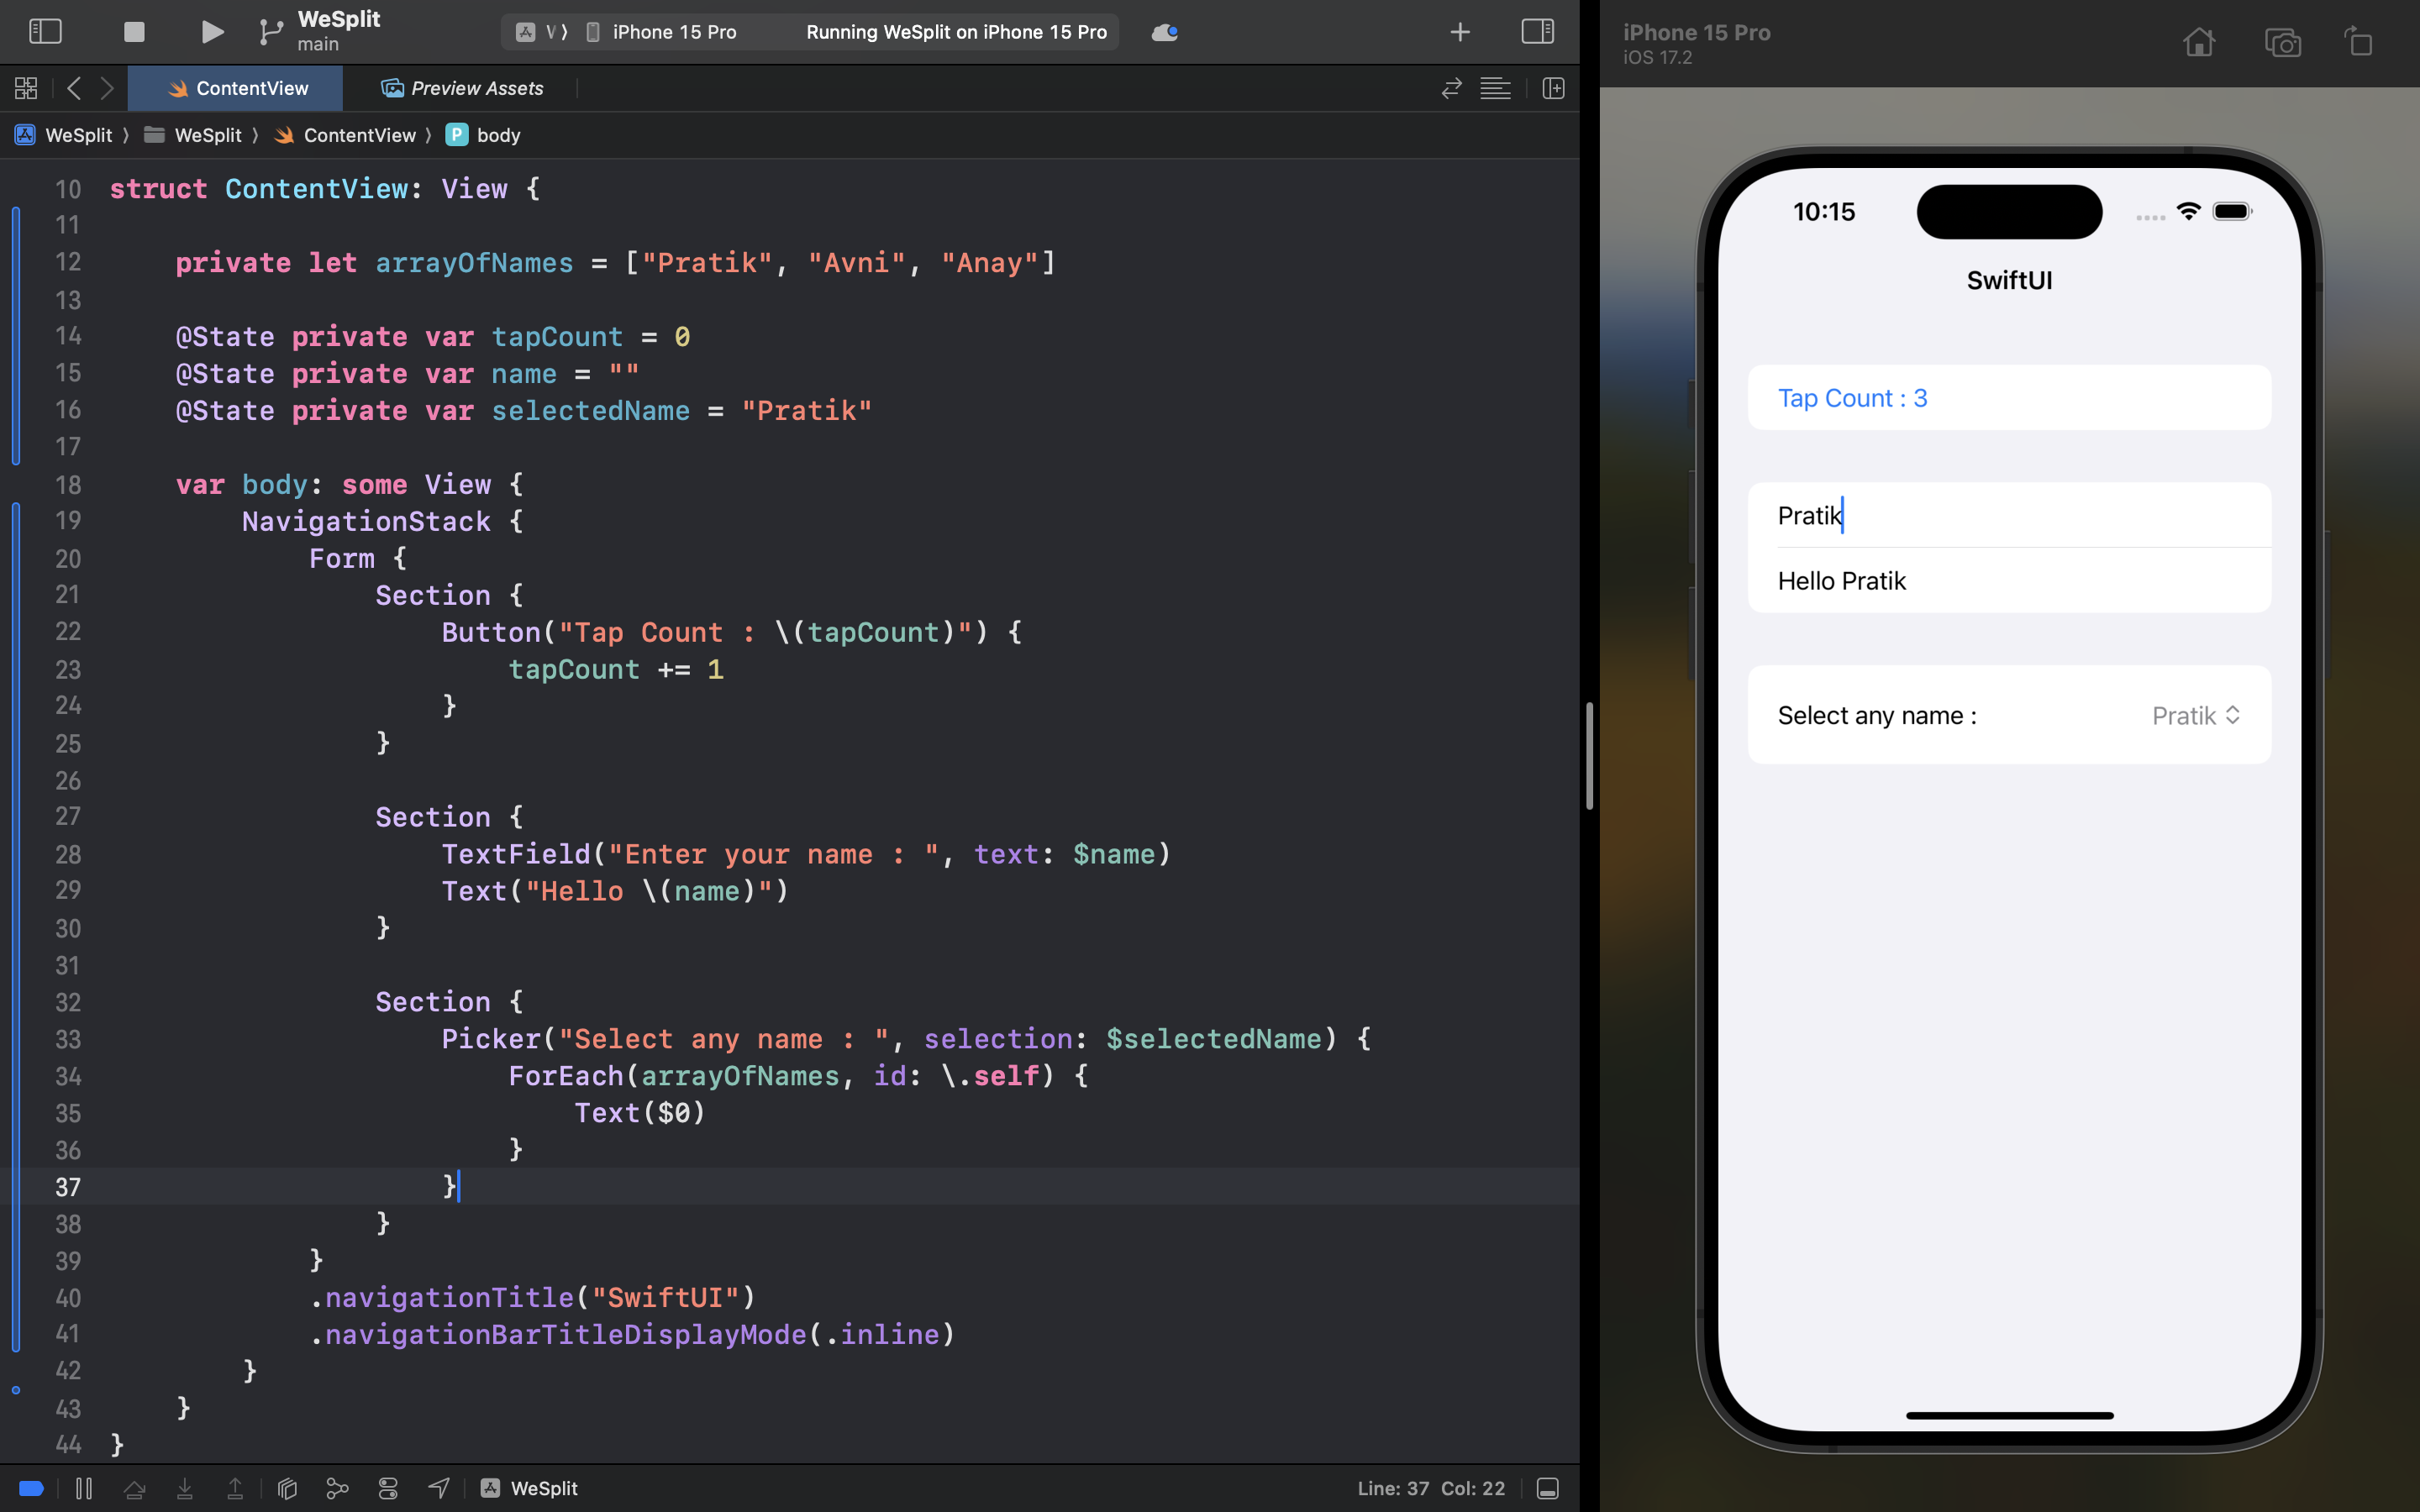 WeSplit
main
W
iPhone 15 Pro
Running WeSplit on iPhone 15 Pro
ContentView
Preview Assets
WeSplit
WeSplit
ContentView
P
body
10 struct ContentView: View {
11
12     private let arrayOfNames = ["Pratik", "Avni", "Anay"]
13
14     @State private var tapCount = 0
15     @State private var name = ""
16     @State private var selectedName = "Pratik"
17
18     var body: some View {
19         NavigationStack {
20             Form {
21                 Section {
22                     Button("Tap Count : \(tapCount)") {
23                         tapCount += 1
24                     }
25                 }
26
27                 Section {
28                     TextField("Enter your name : ", text: $name)
29                     Text("Hello \(name)")
30                 }
31
32                 Section {
33                     Picker("Select any name : ", selection: $selectedName) {
34                         ForEach(arrayOfNames, id: \.self) {
35                             Text($0)
36                         }
37                     }
38                 }
39             }
40             .navigationTitle("SwiftUI")
41             .navigationBarTitleDisplayMode(.inline)
42         }
43     }
44 }
WeSplit
Line: 37 Col: 22
iPhone 15 Pro
iOS 17.2
10:15
SwiftUI
Tap Count : 3
Pratik
Hello Pratik
Select any name :
Pratik